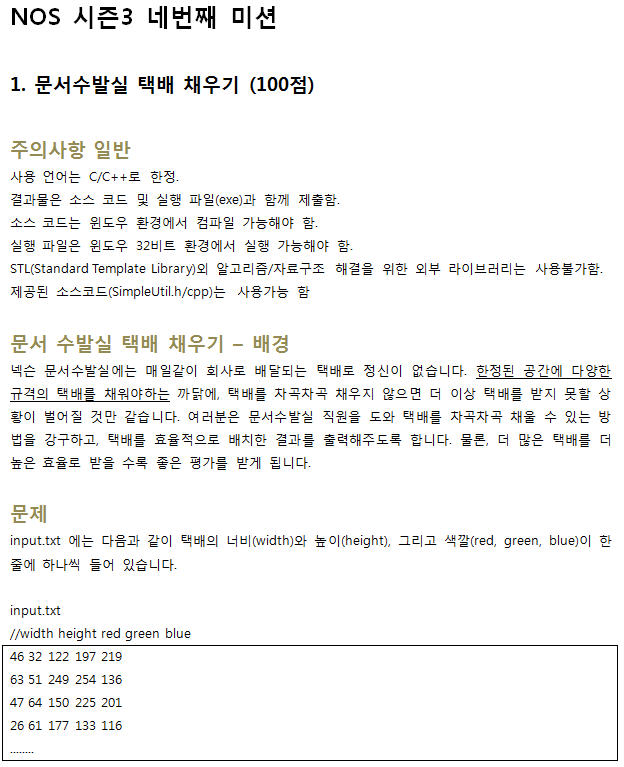 NOS 시즌3 네번째 미션
1. 문서수발실 택배 채우기 (100점)
주의사항 일반
사용 언어는 C/C++로 한정.
결과물은 소스 코드 및 실행 파일(exe)과 함께 제출함.
소스 코드는 윈도우 환경에서 컴파일 가능해야 함.
실행 파일은 윈도우 32비트 환경에서 실행 가능해야 함.
STL(Standard Template Library)외 알고리즘/자료구조 해결을 위한 외부 라이브러리는 사용불가함.
제공된 소스코드(SimpleUtil.h/cpp)는 사용가능 함
문서 수발실 택배 채우기 – 배경
넥슨 문서수발실에는 매일같이 회사로 배달되는 택배로 정신이 없습니다. 한정된 공간에 다양한
규격의 택배를 채워야하는 까닭에, 택배를 차곡차곡 채우지 않으면 더 이상 택배를 받지 못할 상
황이 벌어질 것만 같습니다. 여러분은 문서수발실 직원을 도와 택배를 차곡차곡 채울 수 있는 방
법을 강구하고, 택배를 효율적으로 배치한 결과를 출력해주도록 합니다. 물론, 더 많은 택배를 더
높은 효율로 받을 수록 좋은 평가를 받게 됩니다.
문제
input.txt 에는 다음과 같이 택배의 너비(width)와 높이(height), 그리고 색깔(red, green, blue)이 한
줄에 하나씩 들어 있습니다.
input.txt
//width height red green blue
46 32 122 197 219
63 51 249 254 136
47 64 150 225 201
26 61 177 133 116
........